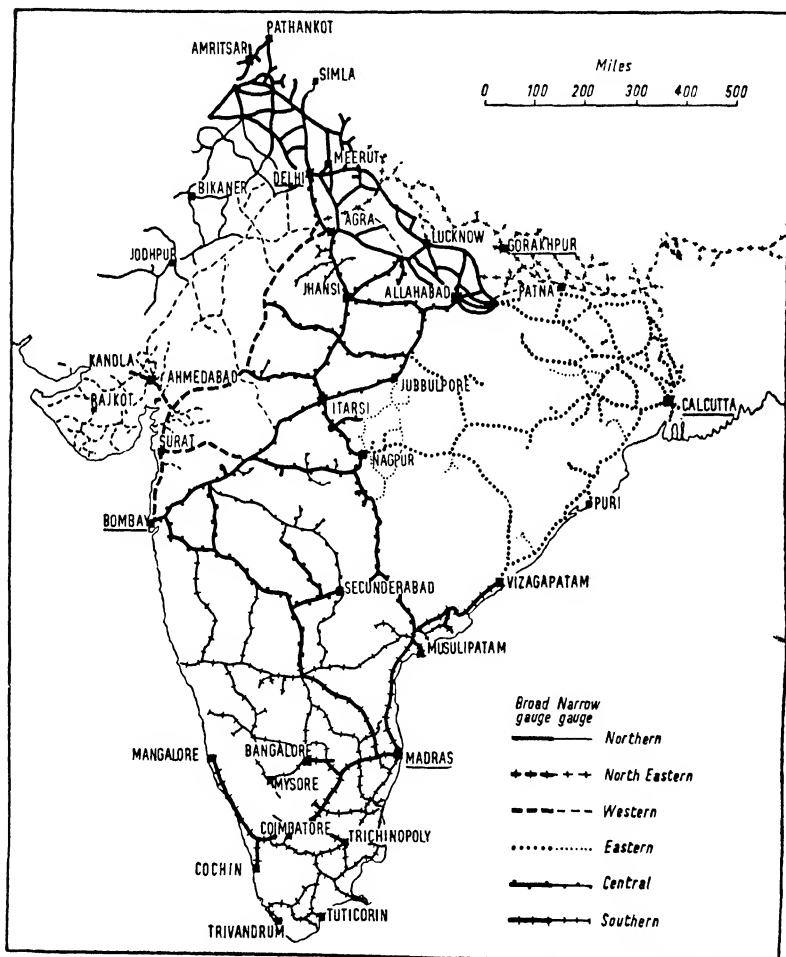 PATHANKOT
AMRITSAR
SIMLA
Miles
0 100 200 300 400 500
MEERUT
DELHI
BIKANER
AGRA
LUCKNOW
GORAKHPUR
JODHPUR
JHANSI
ALLAHABAD
PATNA
KANDLA
AHMEDABAD
JUBBULPORE
RAJKOT
ITARSI
CALCUTTA
SURAT
NAGPUR
PURI
BOMBAY
SECUNDERABAD
VIZAGAPATAM
MUSULIPATAM
Broad Narrow
gauge gauge
Northern
MANGALORE
BANGALORE
MADRAS
North Eastern
MYSORE
Western
COIMBATORE
TRICHINOPOLY
Eastern
COCHIN
Central
TUTICORIN
Southern
TRIVANDRUM